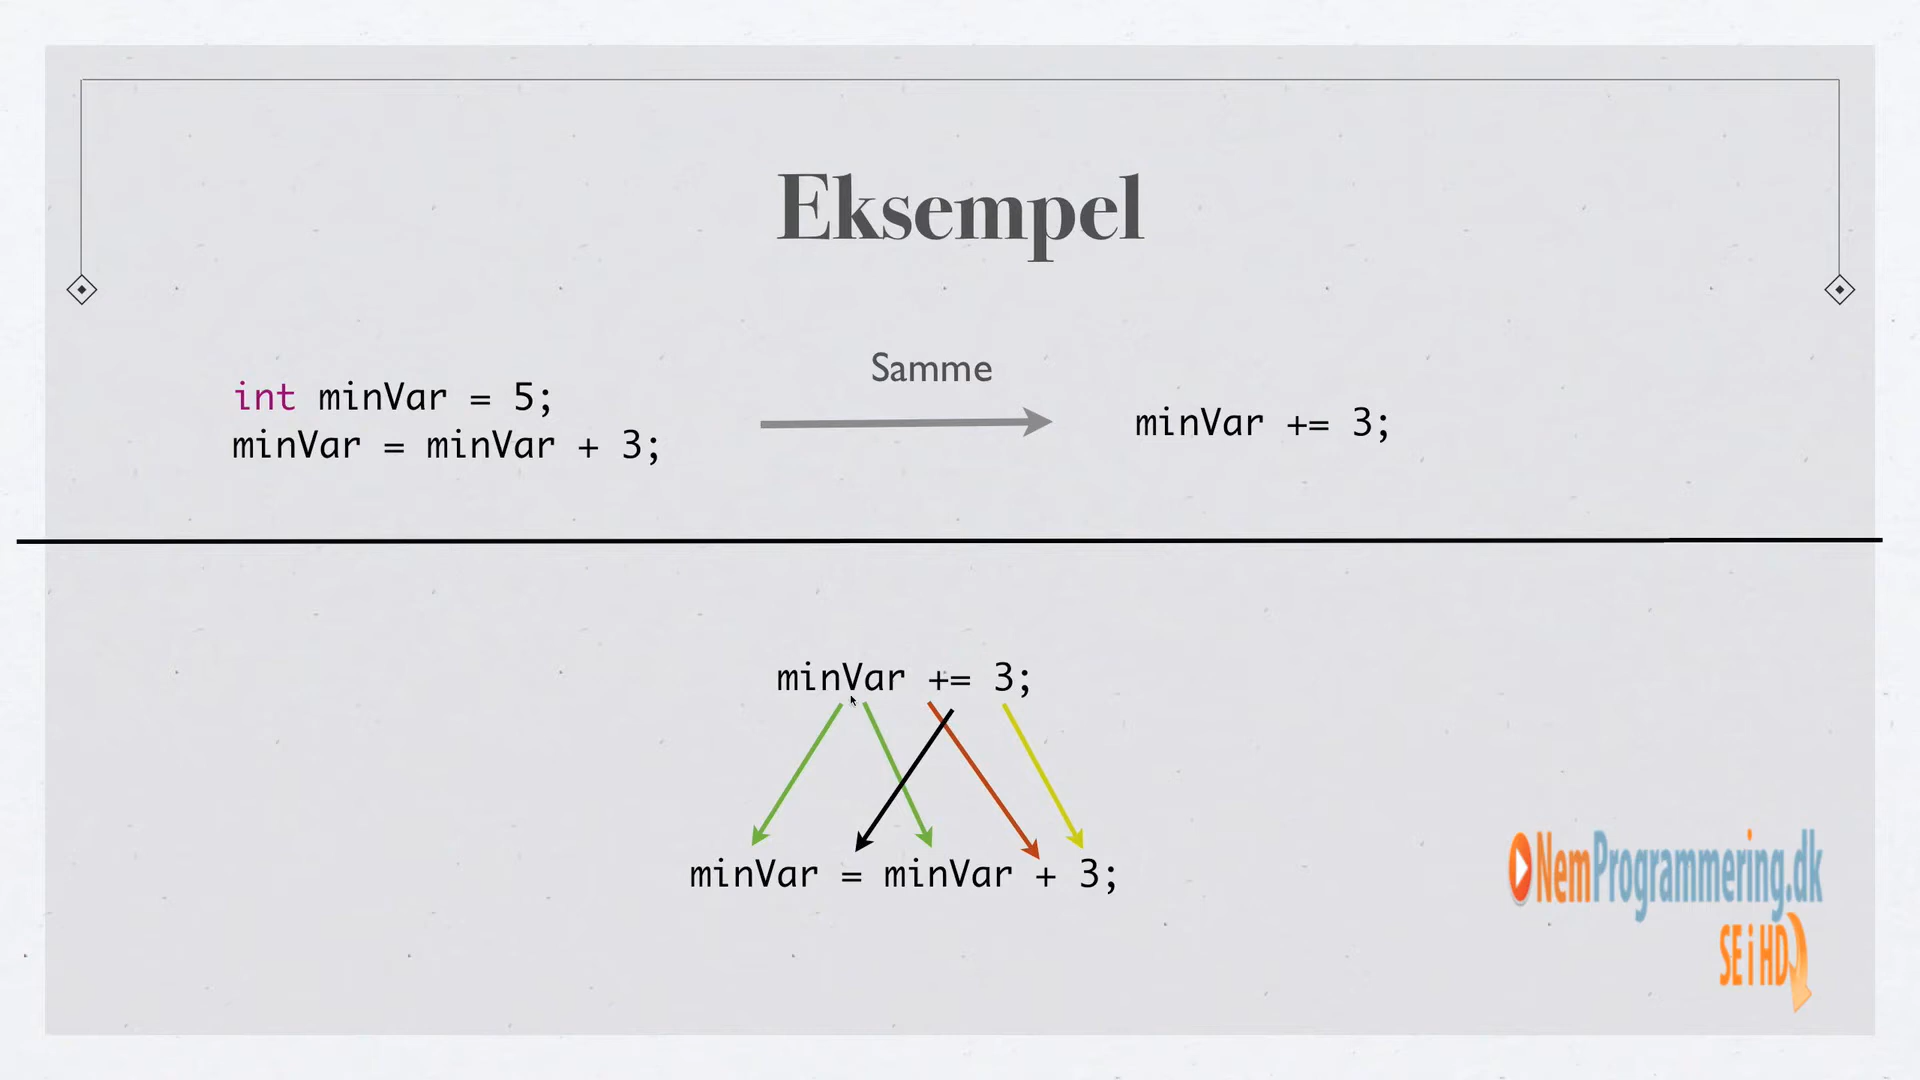 Eksempel
Samme
int minVar = 5;
minVar = minVar + 3;
minVar += 3;
minVar += 3;
minVar = minVar + 3;
NemProgrammering.dk
SE i HD